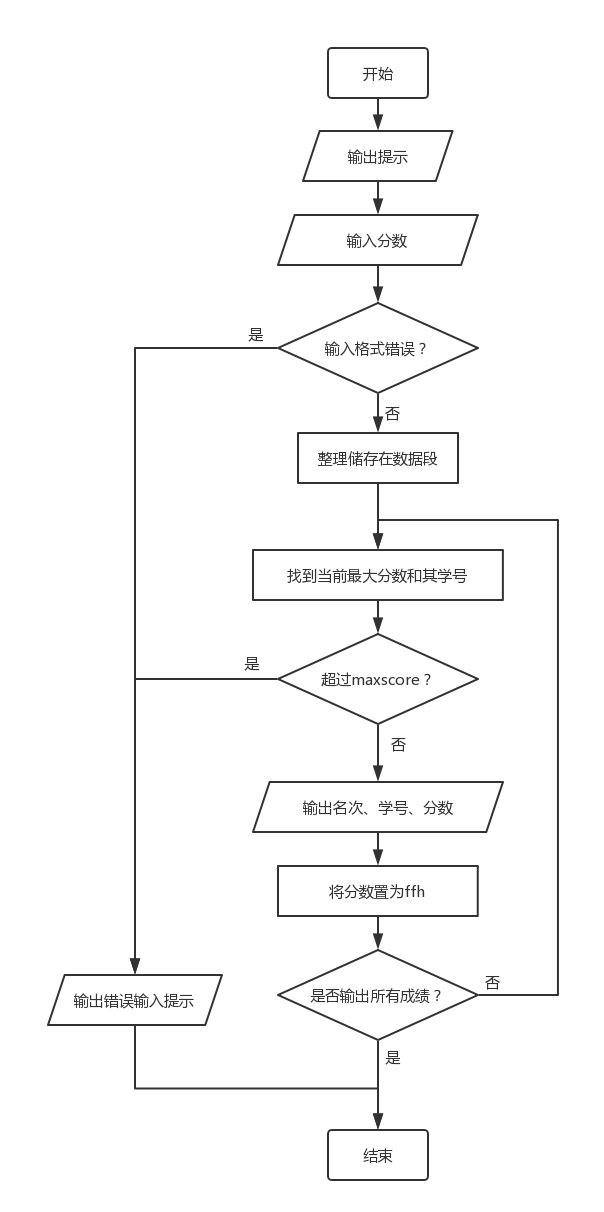 开始
输出提示
输入分数
是
输入格式错误？
否
整理储存在数据段
找到当前最大分数和其学号
是
超过maxscore？
否
输出名次、学号、分数
将分数置为ffh
是否输出所有成绩？
否
输出错误输入提示
是
结束